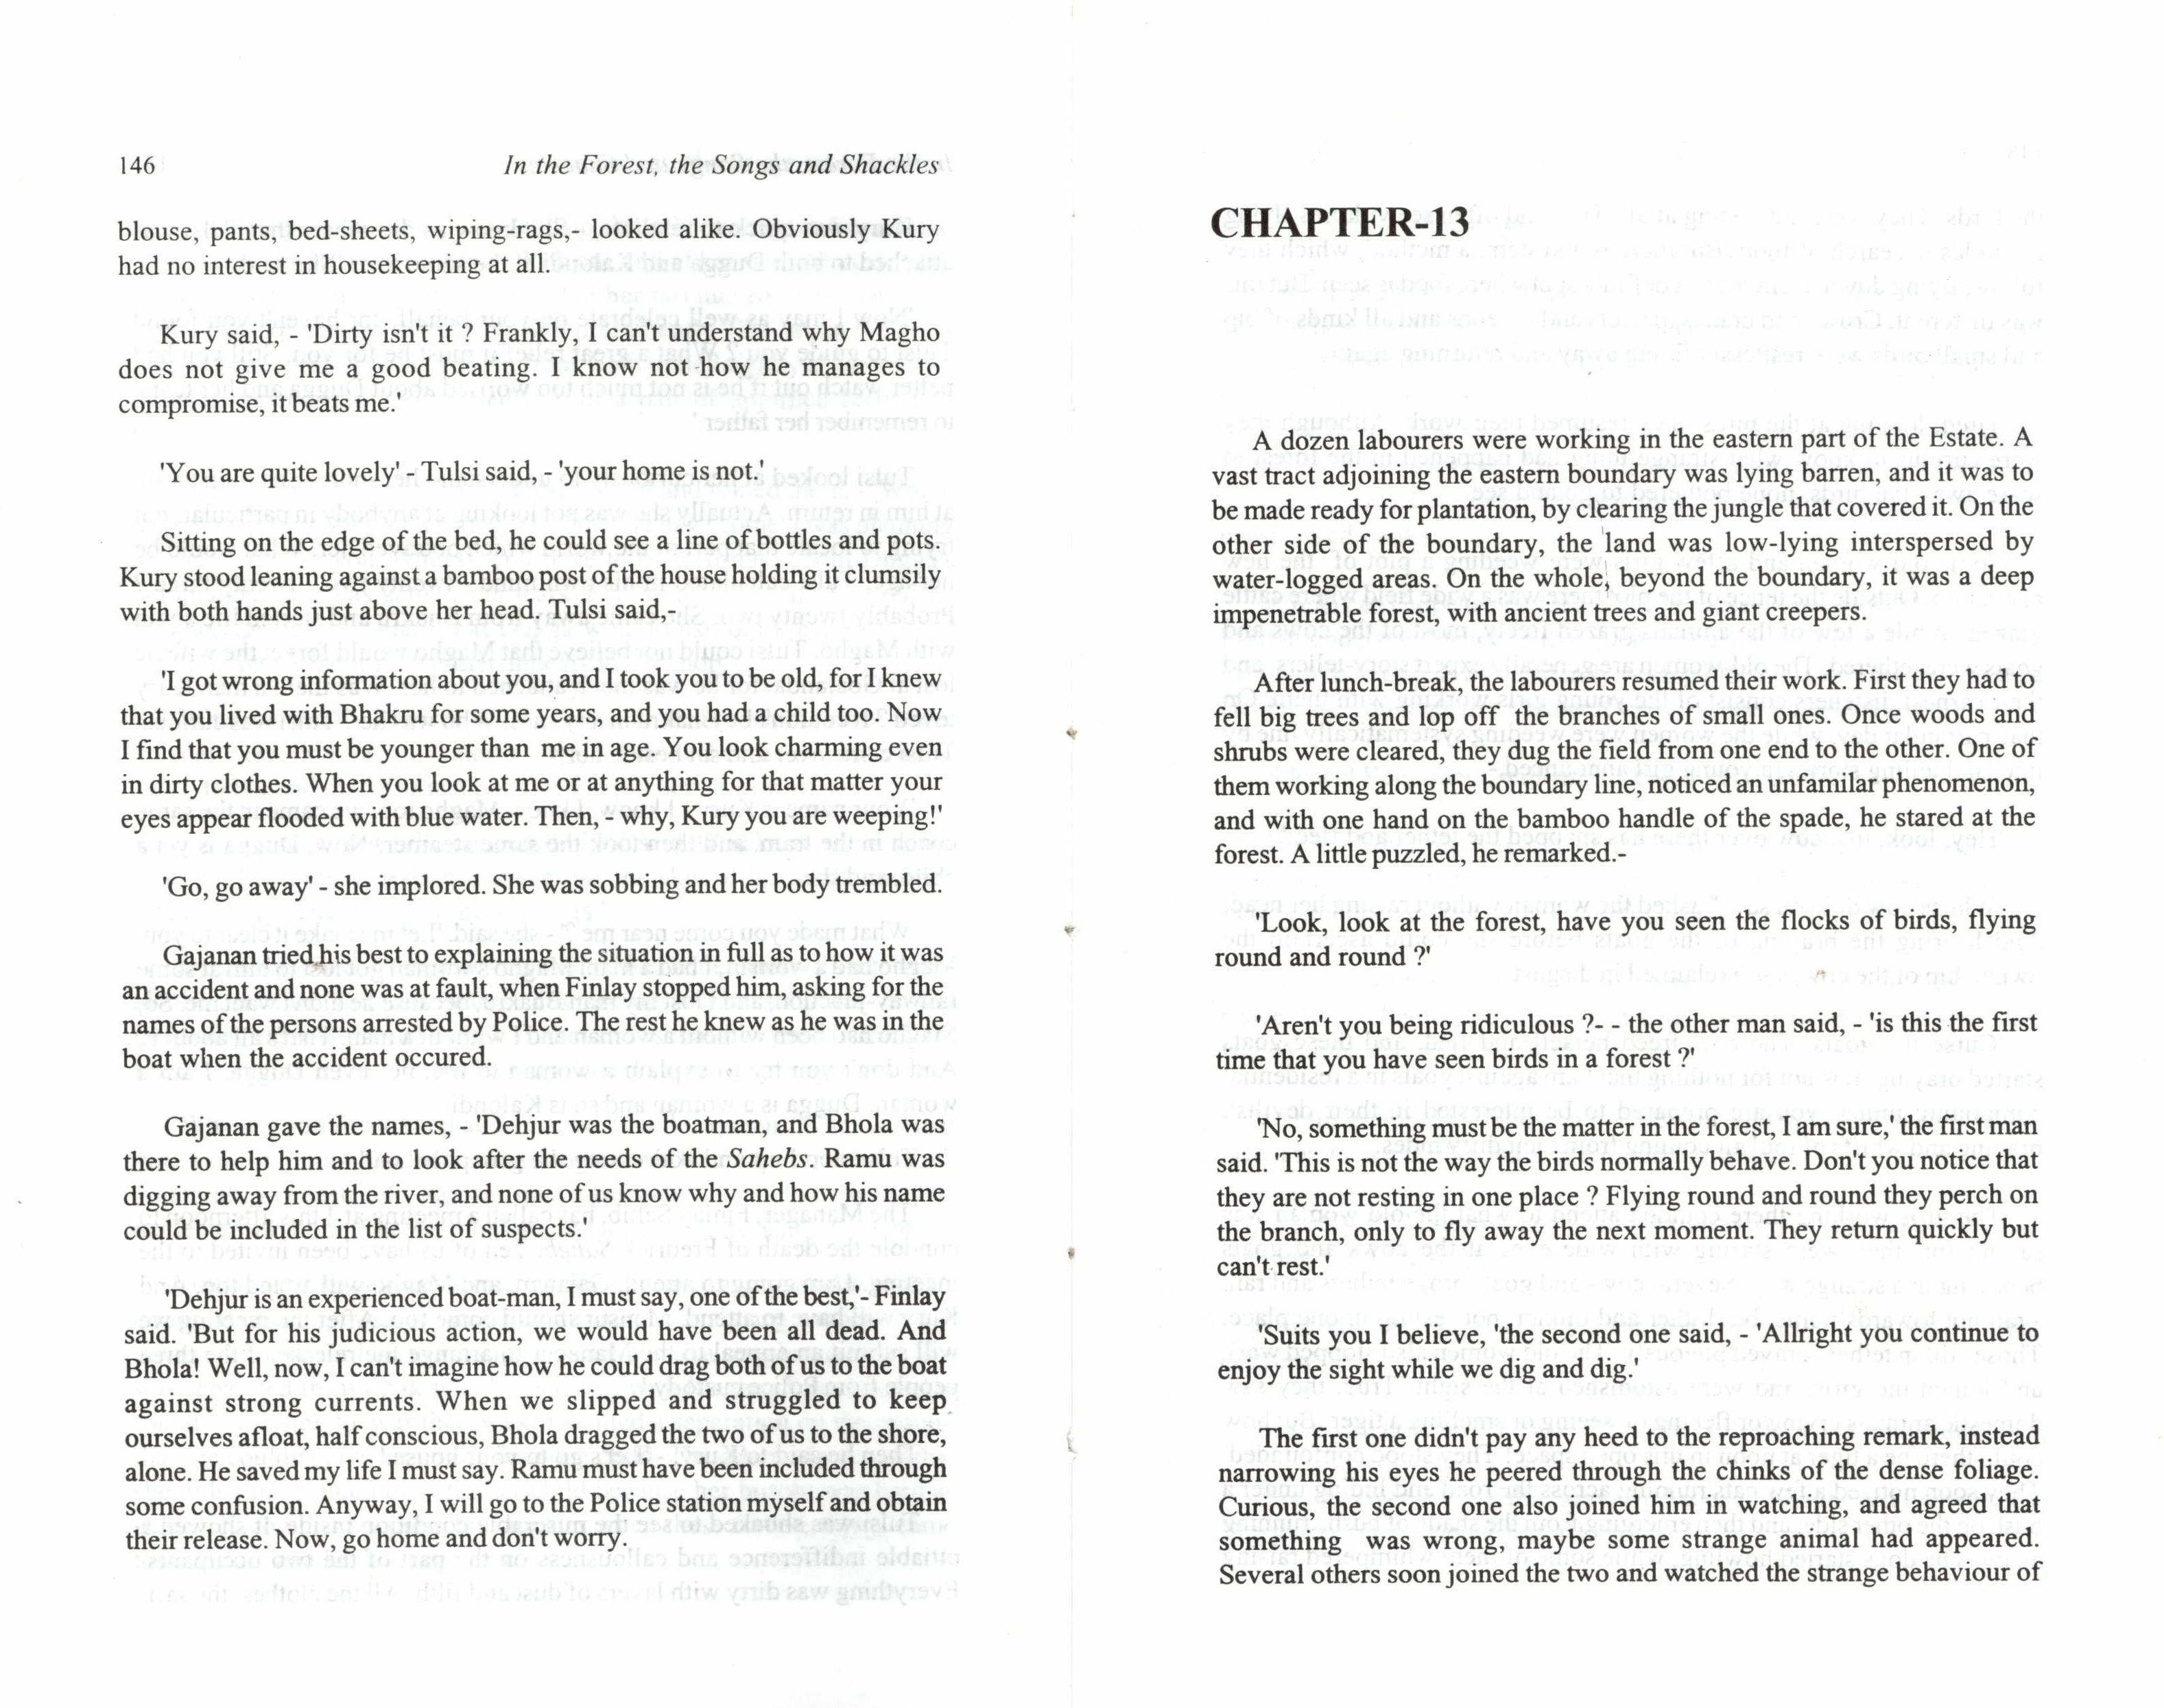 146 In the Forest, the Songs and Shackles
blouse, pants, bed-sheets, wiping-rags,- looked alike. Obviously Kury
had no interest in housekeeping at all.
Kury said, - 'Dirty isn't it ? Frankly, I can't understand why Magho
does not give me a good beating. I know not how he manages to
compromise, it beats me.'
'You are quite lovely' - Tulsi said, - 'your home is not.'
Sitting on the edge of the bed, he could see a line of bottles and pots.
Kury stood leaning against a bamboo post of the house holding it clumsily
with both hands just above her head. Tulsi said,-
'I got wrong information about you, and I took you to be old, for I knew
that you lived with Bhakru for some years, and you had a child too. Now
I find that you must be younger than me in age. You look charming even
in dirty clothes. When you look at me or at anything for that matter your
eyes appear flooded with blue water. Then, - why, Kury you are weeping!'
'Go, go away' - she implored. She was sobbing and her body trembled.
Gajanan tried his best to explaining the situation in full as to how it was
an accident and none was at fault, when Finlay stopped him, asking for the
names of the persons arrested by Police. The rest he knew as he was in the
boat when the accident occured.
Gajanan gave the names, - 'Dehjur was the boatman, and Bhola was
there to help him and to look after the needs of the Sahebs. Ramu was
digging away from the river, and none of us know why and how his name
could be included in the list of suspects.'
'Dehjur is an experienced boat-man, I must say, one of the best,'- Finlay
said. 'But for his judicious action, we would have been all dead. And
Bhola! Well, now, I can't imagine how he could drag both of us to the boat
against strong currents. When we slipped and struggled to keep
ourselves afloat, half conscious, Bhola dragged the two of us to the shore,
alone. He saved my life I must say. Ramu must have been included through
some confusion. Anyway, I will go to the Police station myself and obtain
their release. Now, go home and don't worry.
CHAPTER-13
A dozen labourers were working in the eastern part of the Estate. A
vast tract adjoining the eastern boundary was lying barren, and it was to
be made ready for plantation, by clearing the jungle that covered it. On the
other side of the boundary, the land was low-lying interspersed by
water-logged areas. On the whole, beyond the boundary, it was a deep
impenetrable forest, with ancient trees and giant creepers.
After lunch-break, the labourers resumed their work. First they had to
fell big trees and lop off the branches of small ones. Once woods and
shrubs were cleared, they dug the field from one end to the other. One of
them working along the boundary line, noticed an unfamilar phenomenon,
and with one hand on the bamboo handle of the spade, he stared at the
forest. A little puzzled, he remarked.-
'Look, look at the forest, have you seen the flocks of birds, flying
round and round ?'
'Aren't you being ridiculous ?- - the other man said, - 'is this the first
time that you have seen birds in a forest ?'
'No, something must be the matter in the forest, I am sure,' the first man
said. 'This is not the way the birds normally behave. Don't you notice that
they are not resting in one place ? Flying round and round they perch on
the branch, only to fly away the next moment. They return quickly but
can't rest.'
'Suits you I believe, 'the second one said, - 'Allright you continue to
enjoy the sight while we dig and dig.'
The first one didn't pay any heed to the reproaching remark, instead
narrowing his eyes he peered through the chinks of the dense foliage.
Curious, the second one also joined him in watching, and agreed that
something was wrong, maybe some strange animal had appeared.
Several others soon joined the two and watched the strange behaviour of